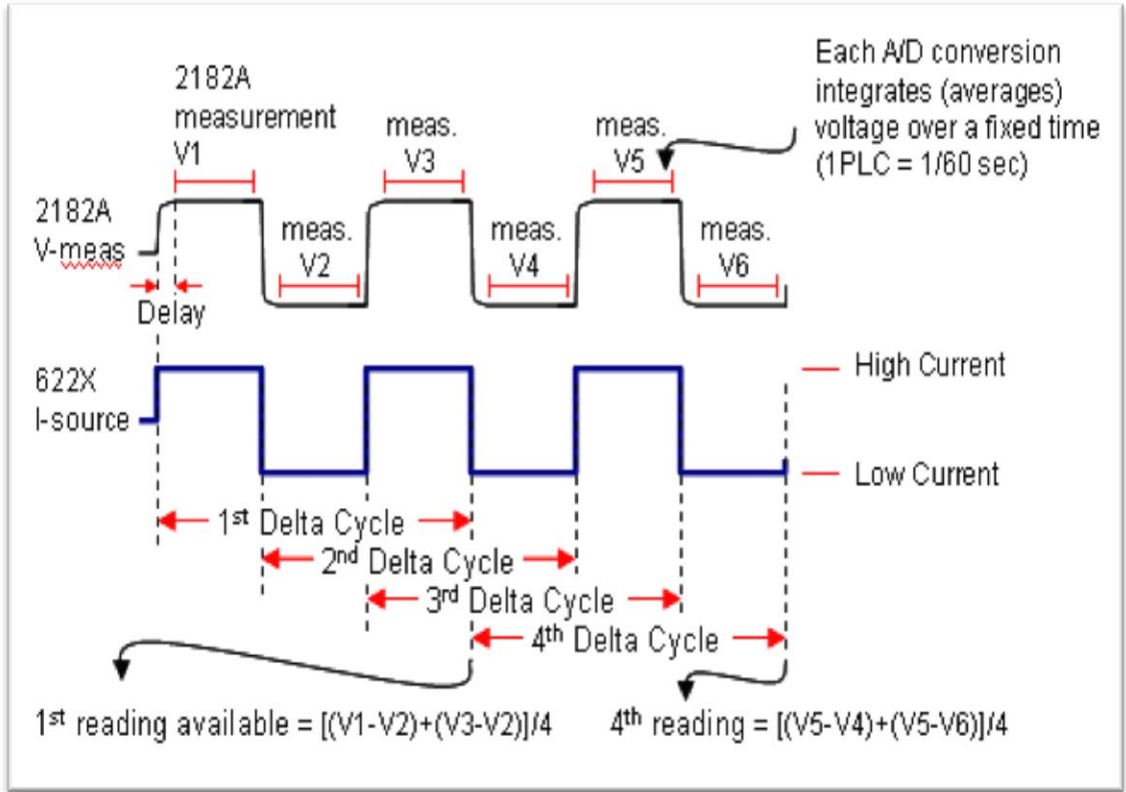 Each A/D conversion
integrates (averages)
voltage over a fixed time
(1PLC = 1/60 sec)
2182A
measurement
V1
meas.
V3
meas.
V5
2182A
V-meas
meas.
V2
meas.
V4
meas.
V6
Delay
622X
I-source
High Current
Low Current
1st Delta Cycle
2nd Delta Cycle
3rd Delta Cycle
4th Delta Cycle
1st reading available = [(V1-V2)+(V3-V2)]/4
4th reading = [(V5-V4)+(V5-V6)]/4